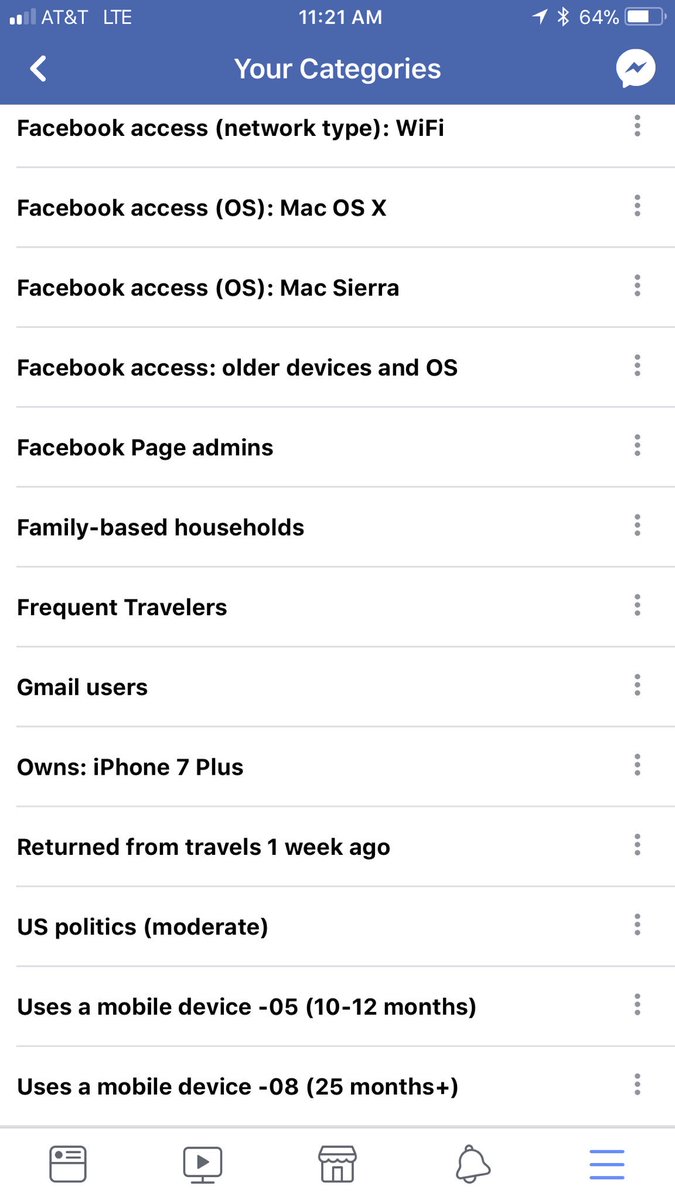 AT&T LTE 11:21 AM 64%
Your Categories
Facebook access (network type): WiFi
Facebook access (OS): Mac OS X
Facebook access (OS): Mac Sierra
Facebook access: older devices and OS
Facebook Page admins
Family-based households
Frequent Travelers
Gmail users
Owns: iPhone 7 Plus
Returned from travels 1 week ago
US politics (moderate)
Uses a mobile device -05 (10-12 months)
Uses a mobile device -08 (25 months+)